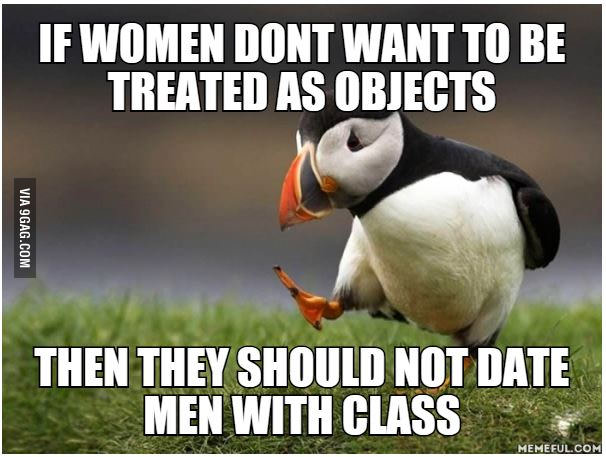 IF WOMEN DONT WANT TO BE
TREATED AS OBJECTS
VIA 9GAG.COM
THEN THEY SHOULD NOT DATE
MEN WITH CLASS
MEMEFUL.COM